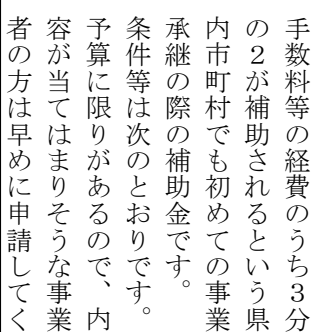 手数料等の経費のうち３分
の２が補助されるという県
内市町村でも初めての事業
承継の際の補助金です。
条件等は次のとおりです。
予算に限りがあるので、内
容が当てはまりそうな事業
者の方は早めに申請してく